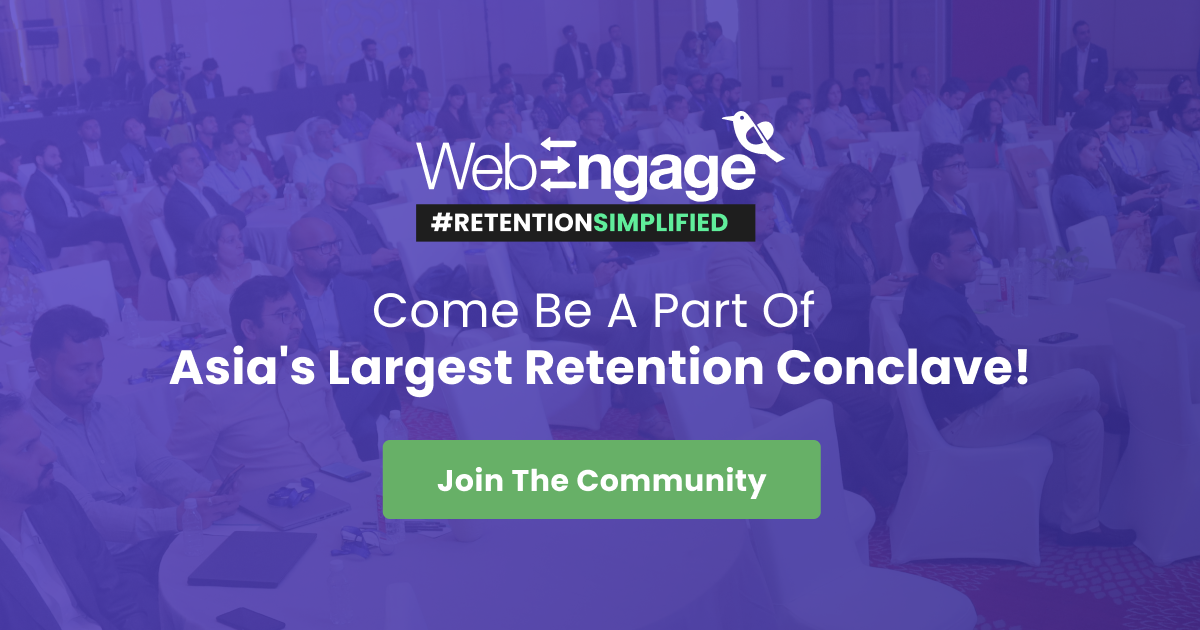 WebEngage
#RETENTIONSIMPLIFIED
Come Be A Part Of
Asia's Largest Retention Conclave!
Join The Community